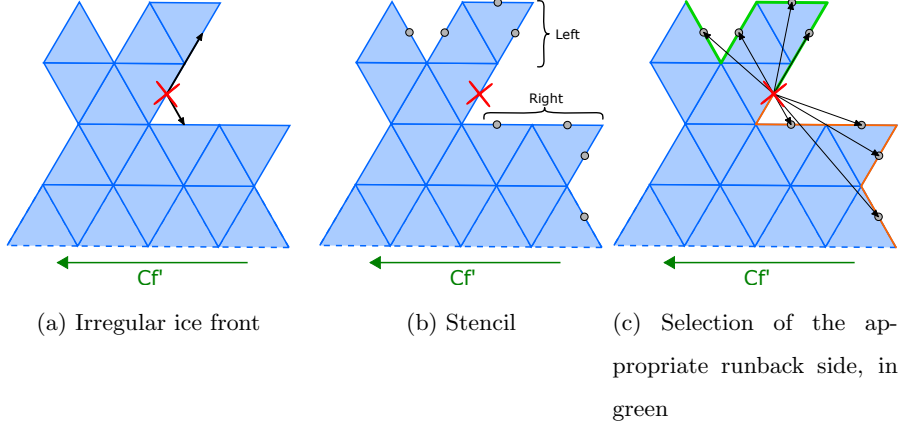 Left
Right
Cf'
Cf'
Cf'
(a) Irregular ice front
(b) Stencil
(c) Selection of the ap-
propriate runback side, in
green